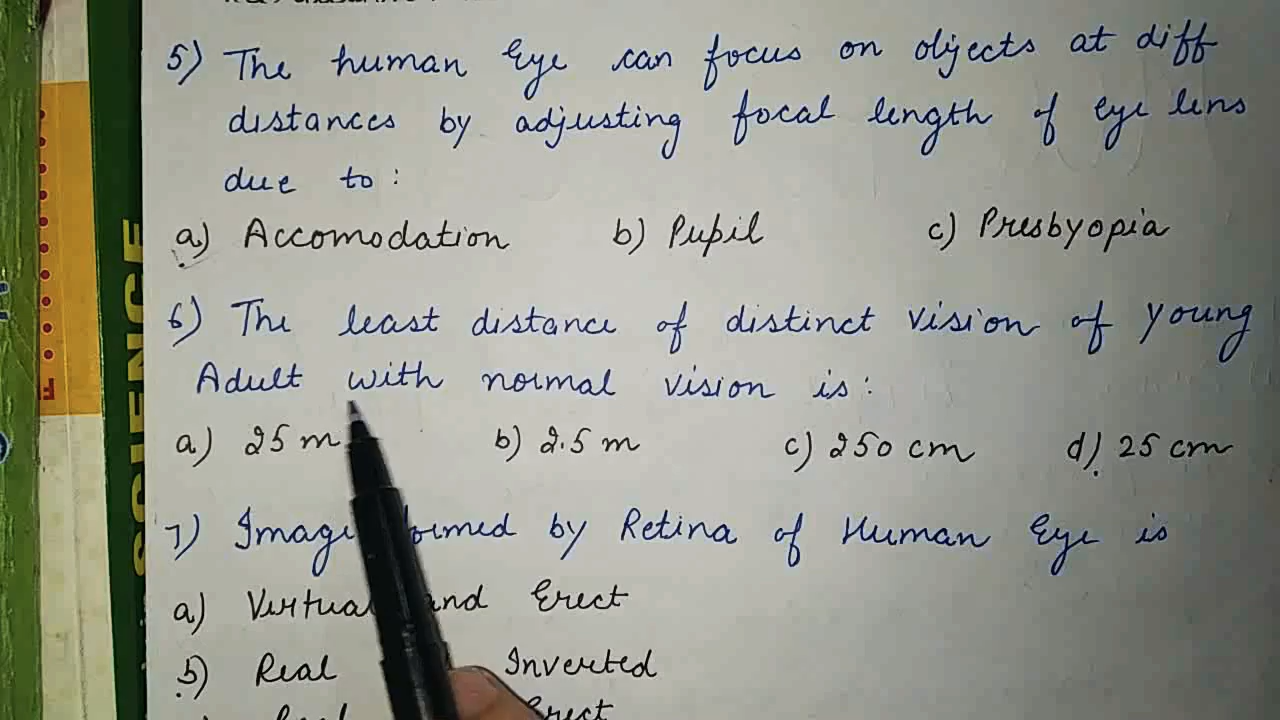 5) The human Eye can focus on objects at diff
distances by adjusting focal length of eye lens
due to:
a) Accomodation b) Pupil c) Presbyopia
6) The least distance of distinct vision of young
Adult with normal vision is:
a) 25 m b) 2.5 m c) 250 cm d) 25 cm
7) Image formed by Retina of Human Eye is
a) Virtual and Erect
b) Real Inverted
Real Erect
SCIENCE